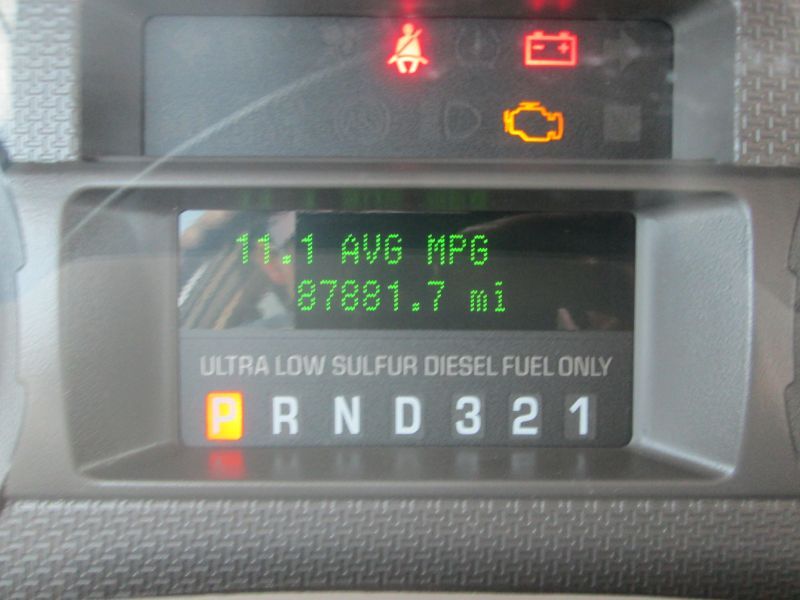 11.1 AVG MPG
87881.7 mi
ULTRA LOW SULFUR DIESEL FUEL ONLY
P R N D 3 2 1